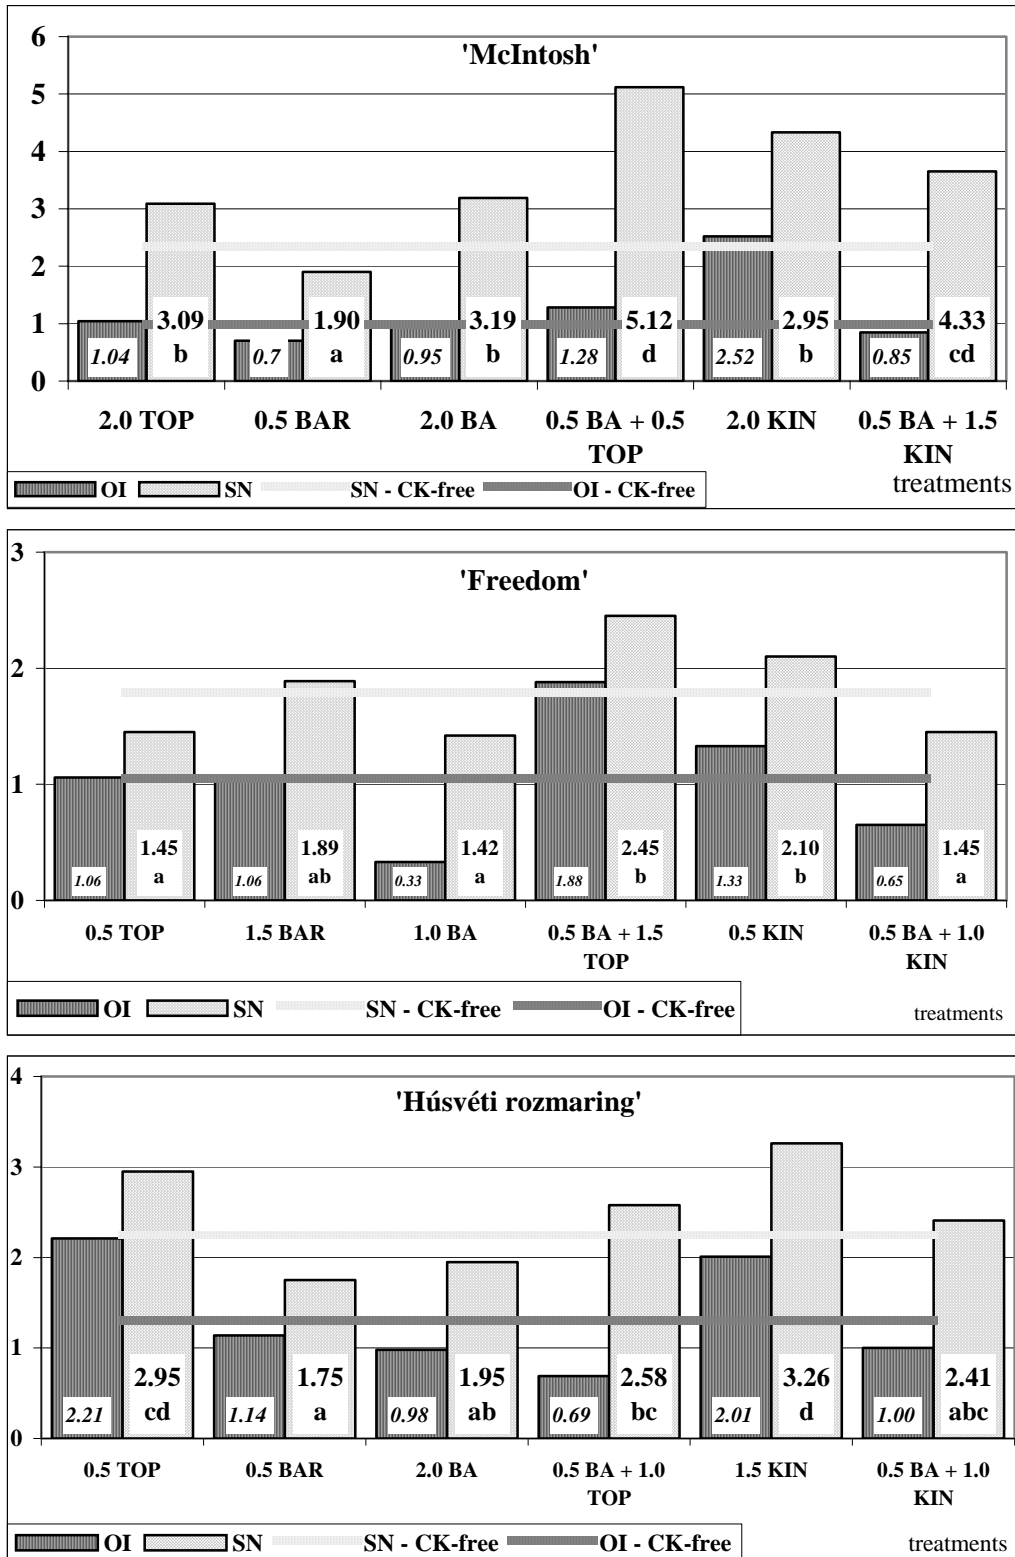 'McIntosh'
6
5
4
3
2
1
0
3.09 1.90 3.19 5.12 2.95 4.33
b a b d b cd
1.04 0.7 0.95 1.28 2.52 0.85
2.0 TOP 0.5 BAR 2.0 BA 0.5 BA + 0.5 2.0 KIN 0.5 BA + 1.5
TOP KIN
OI SN SN - CK-free OI - CK-free
treatments
'Freedom'
3
2
1
0
1.45 1.89 1.42 2.45 2.10 1.45
a ab a b b a
1.06 1.06 0.33 1.88 1.33 0.65
0.5 TOP 1.5 BAR 1.0 BA 0.5 BA + 1.5 0.5 KIN 0.5 BA + 1.0
TOP KIN
OI SN SN - CK-free OI - CK-free
treatments
'Húsvéti rozmaring'
4
3
2
1
0
2.95 1.75 1.95 2.58 3.26 2.41
cd a ab bc d abc
2.21 1.14 0.98 0.69 2.01 1.00
0.5 TOP 0.5 BAR 2.0 BA 0.5 BA + 1.0 1.5 KIN 0.5 BA + 1.0
TOP KIN
OI SN SN - CK-free OI - CK-free
treatments